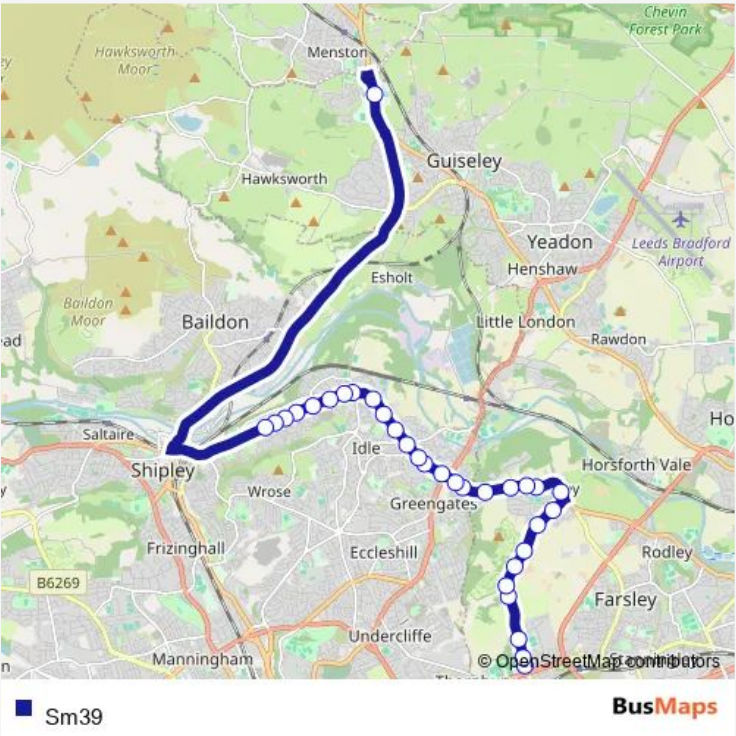 Chevin
Forest Park
Hawksworth
Moor
Menston
Guiseley
Hawksworth
Yeadon
Leeds Bradford
Airport
Henshaw
Esholt
Baildon
Moor
Baildon
Little London
Rawdon
ead
Ho
Saltaire
Idle
Shipley
Horsforth Vale
Wrose
Greengates
Frizinghall
Eccleshill
Rodley
B6269
Farsley
Undercliffe
Manningham
© OpenStreetMap contributors
Sm39
BusMaps